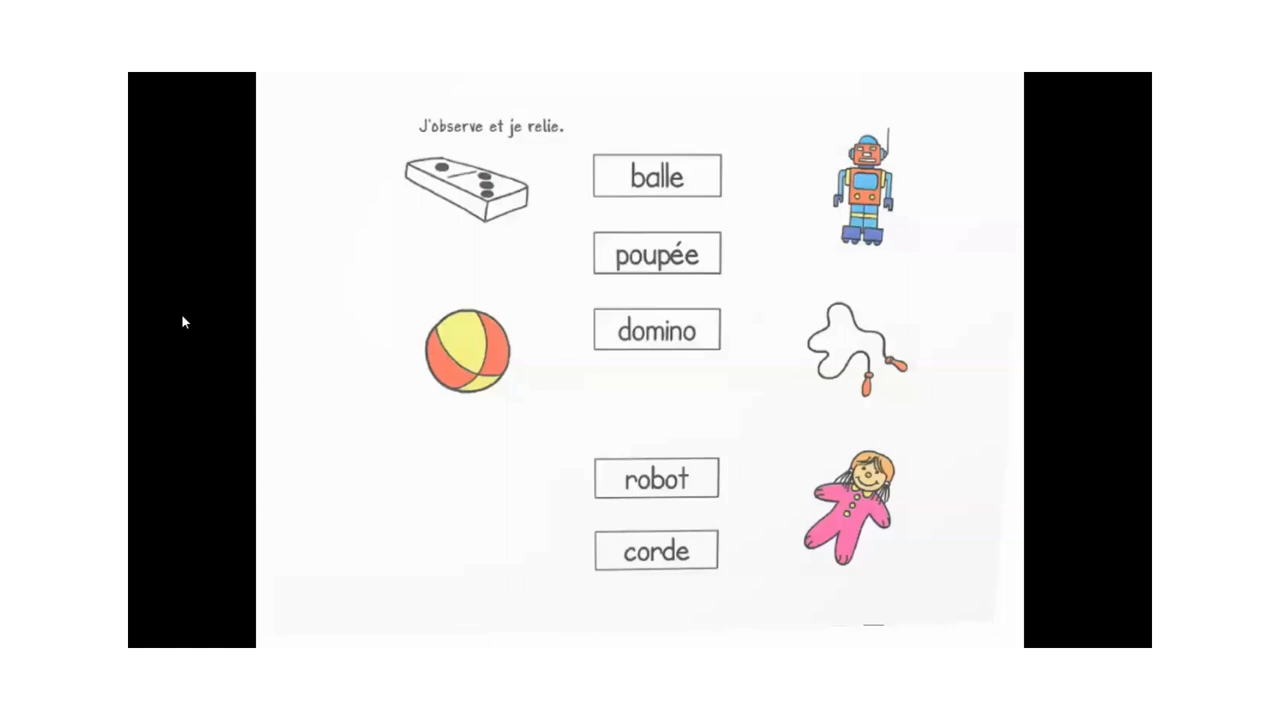 J'observe et je relie.
balle
poupée
domino
robot
corde